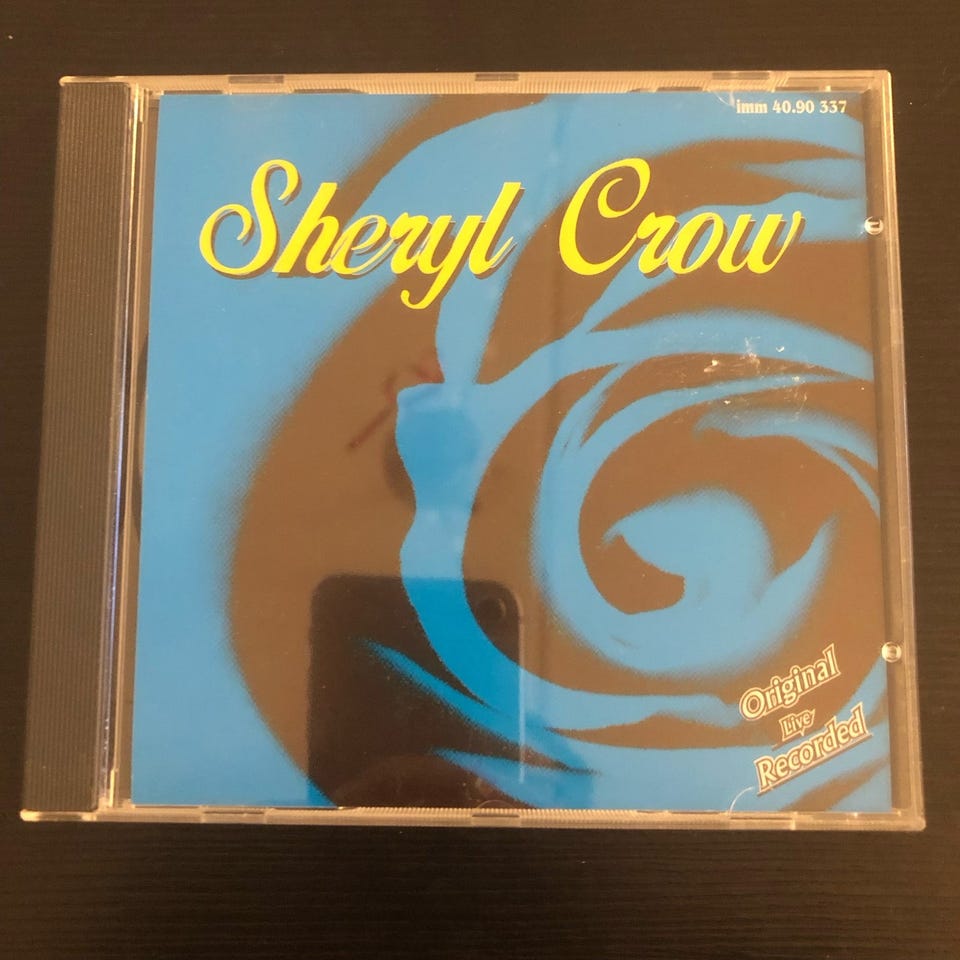 imm 40.90 337
Sheryl Crow
Original
Live
Recorded